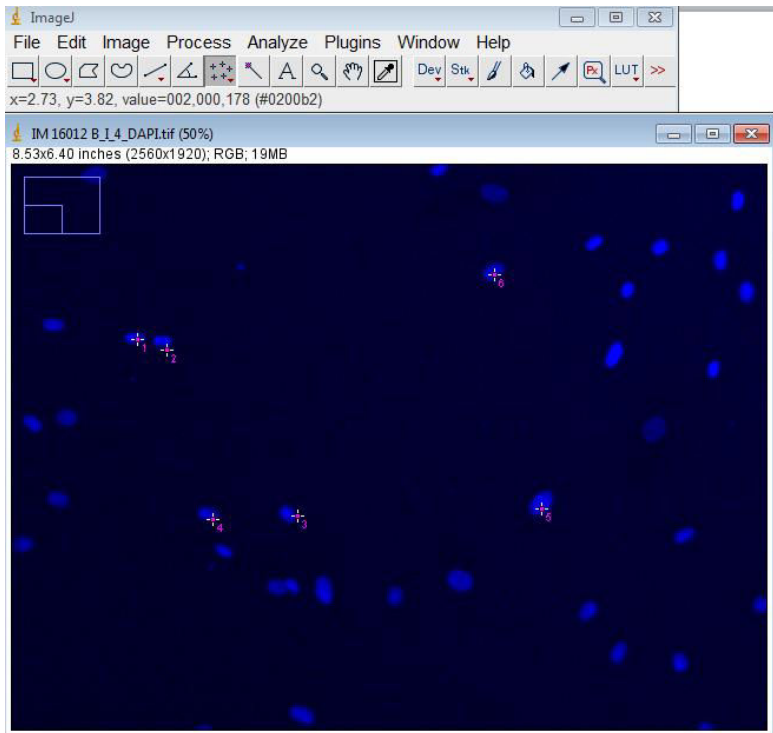 ImageJ
File Edit Image Process Analyze Plugins Window Help
A Dev Stk Px LUT >>
x=2.73, y=3.82, value=002,000,178 (#0200b2)
IM 16012 B_I_4_DAPI.tif (50%)
8.53x6.40 inches (2560x1920); RGB; 19MB
6
1
2
4
3
5